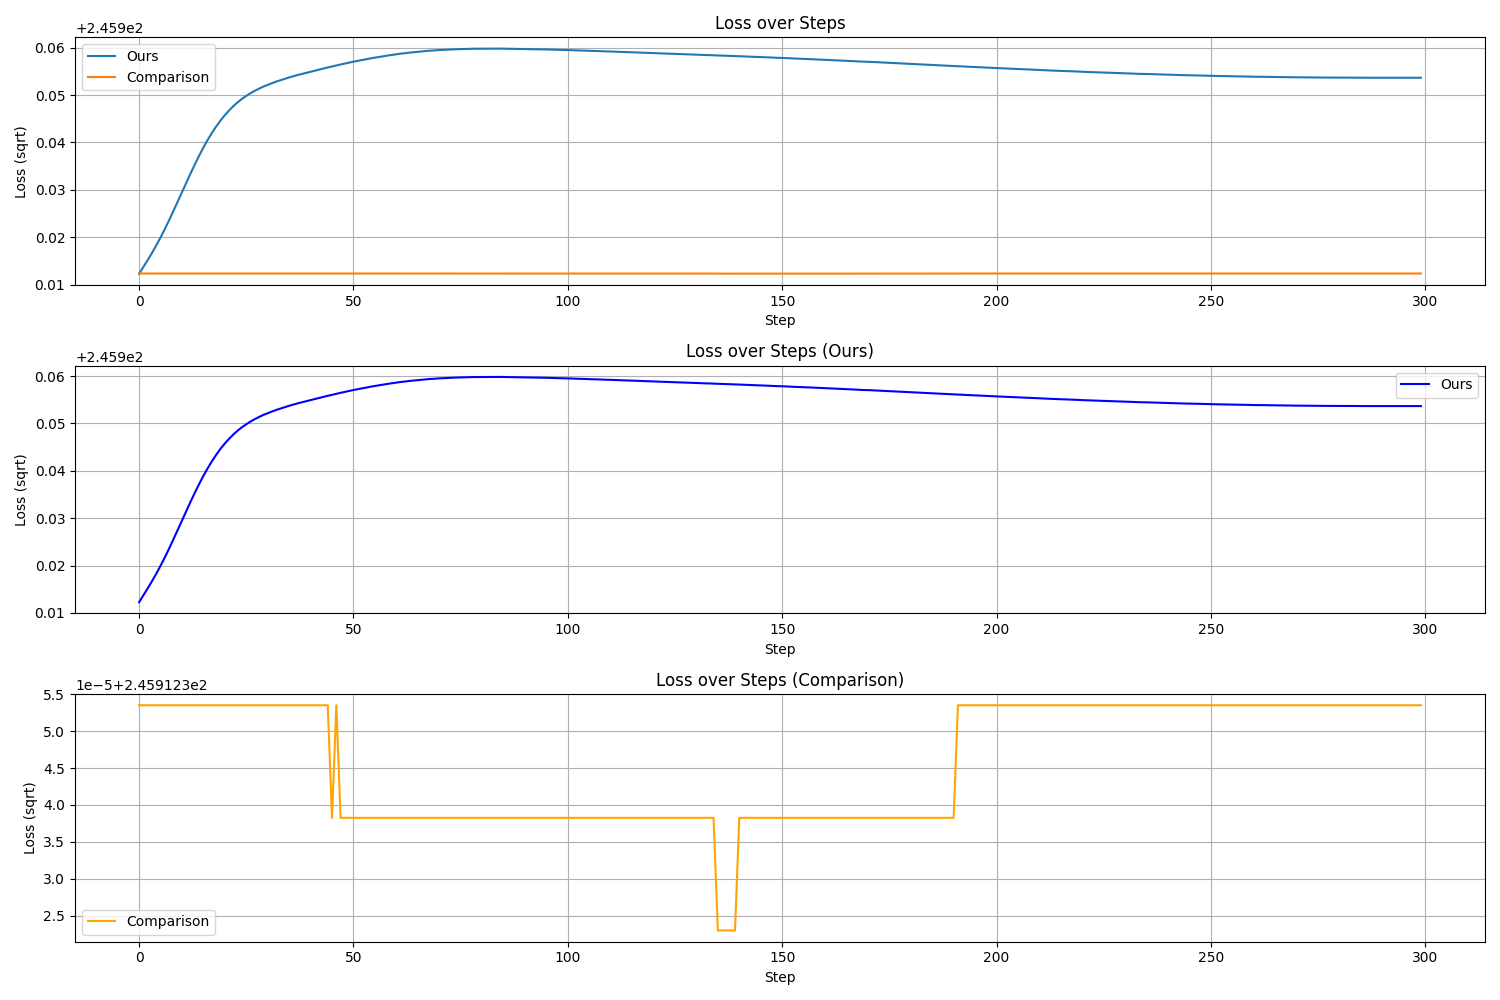 Loss over Steps
+2.459e2
0.06
0.05
0.04
0.03
0.02
0.01
Loss (sqrt)
Ours
Comparison
0 50 100 150 200 250 300
Step
Loss over Steps (Ours)
+2.459e2
0.06
0.05
0.04
0.03
0.02
0.01
Loss (sqrt)
Ours
0 50 100 150 200 250 300
Step
Loss over Steps (Comparison)
1e−5+2.459123e2
5.5
5.0
4.5
4.0
3.5
3.0
2.5
Loss (sqrt)
Comparison
0 50 100 150 200 250 300
Step